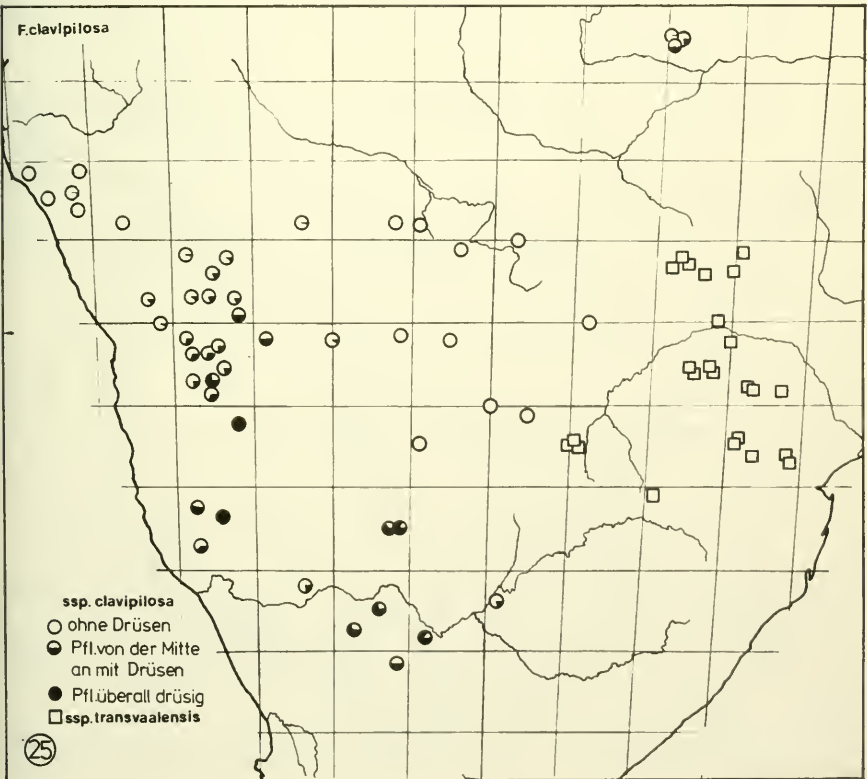 F.clavipilosa
ssp. clavipilosa
ohne Drüsen
Pfl.von der Mitte
an mit Drüsen
Pfl.überall drüsig
ssp.transvaalensis
25